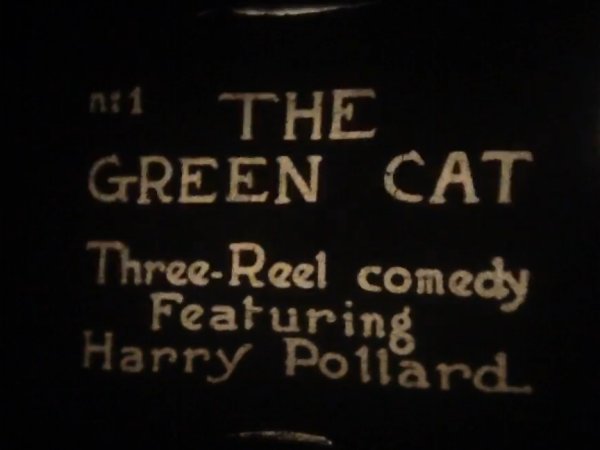 n:1 THE
GREEN CAT
Three-Reel comedy
Featuring
Harry Pollard